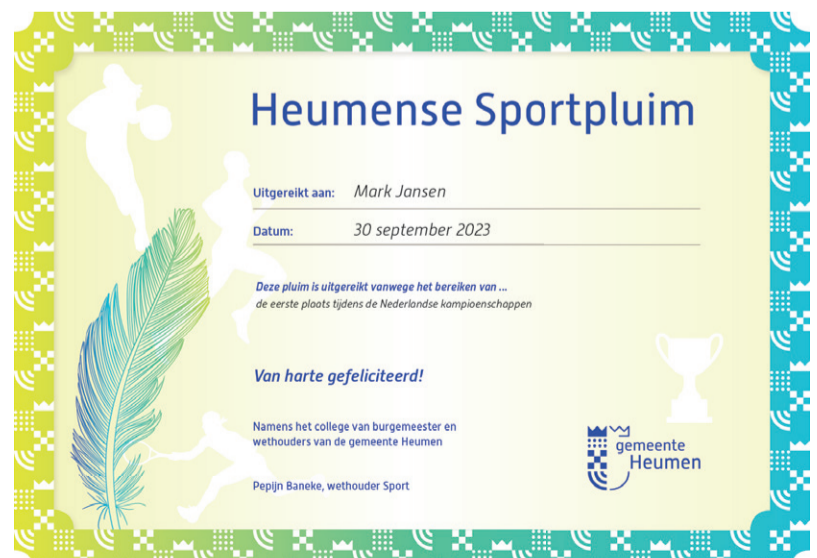 Heumense Sportpluim
Uitgereikt aan: Mark Jansen
Datum: 30 september 2023
Deze pluim is uitgereikt vanwege het bereiken van ...
de eerste plaats tijdens de Nederlandse kampioenschappen
Van harte gefeliciteerd!
Namens het college van burgemeester en
wethouders van de gemeente Heumen
Pepijn Baneke, wethouder Sport
gemeente
Heumen